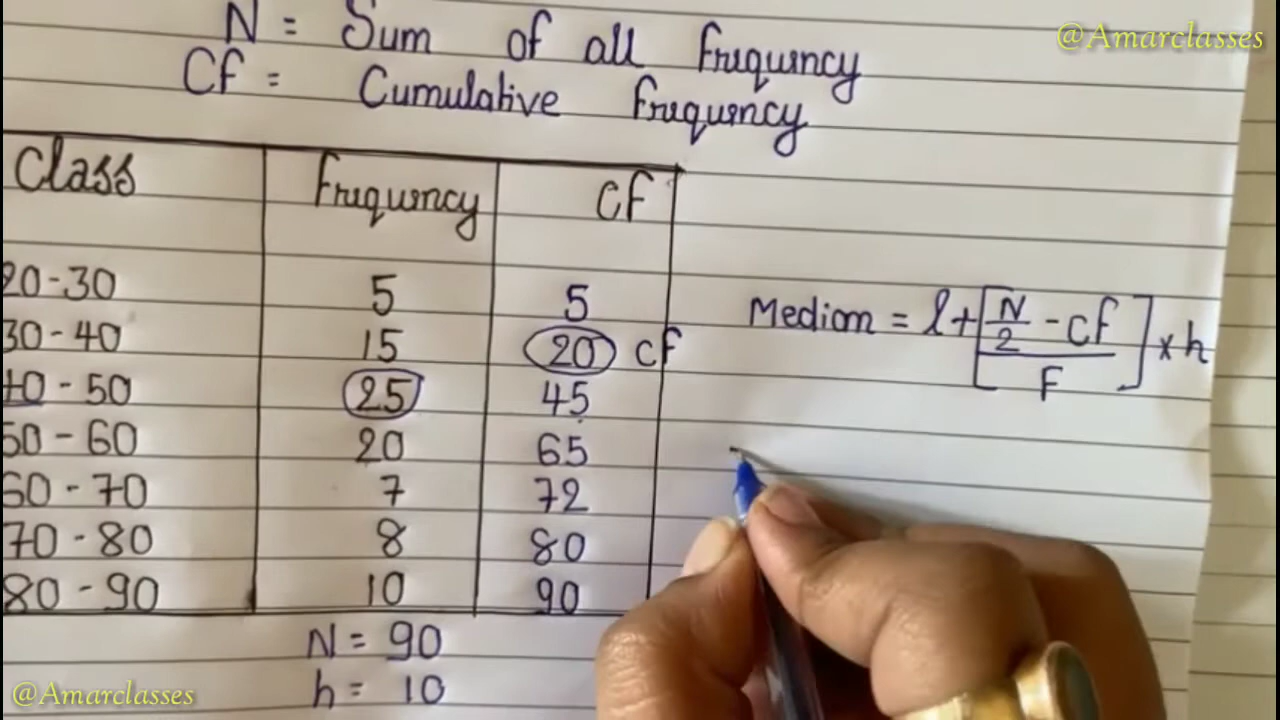 @Amarclasses
N = Sum of all Frequency
Cf = Cumulative Frequency
Class Frequency CF
20-30 5 5
30-40 15 20 CF
40-50 25 45
50-60 20 65
60-70 7 72
70-80 8 80
80-90 10 90
Median = l+[N/2 - CF / F] × h
N = 90
h = 10
@Amarclasses